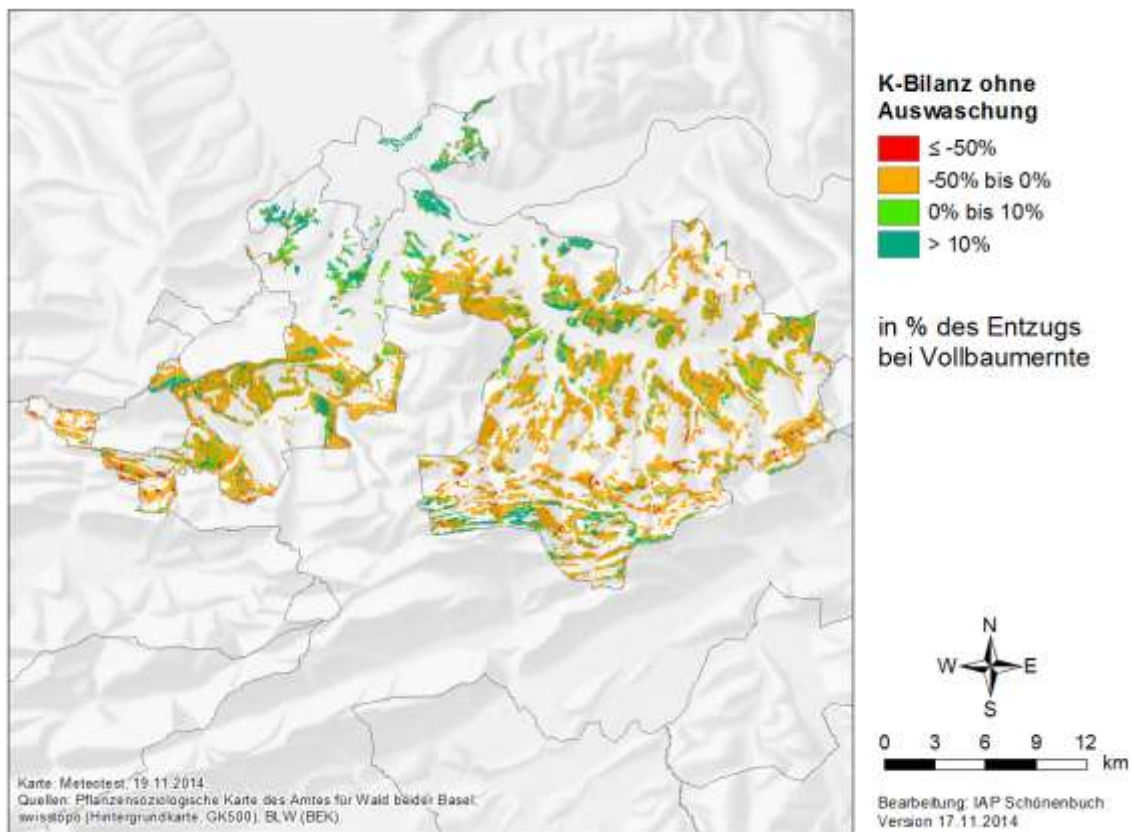 K-Bilanz ohne
Auswaschung
≤ -50%
-50% bis 0%
0% bis 10%
> 10%
in % des Entzugs
bei Vollbaumernte
N
W E
S
0 3 6 9 12
km
Karte: Meteotest, 19.11.2014.
Quellen: Pflanzensoziologische Karte des Amtes für Wald beider Basel;
swisstopo (Hintergrundkarte, GK500), BLW (BEK)
Bearbeitung: IAP Schönenbuch
Version 17.11.2014